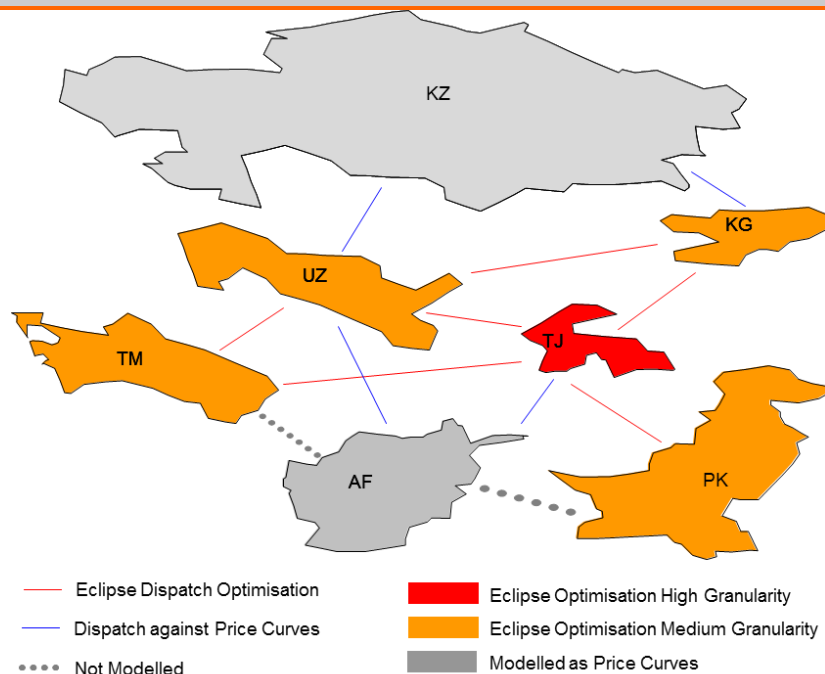 KZ
KG
UZ
TJ
TM
AF
PK
Eclipse Dispatch Optimisation
Dispatch against Price Curves
Not Modelled
Eclipse Optimisation High Granularity
Eclipse Optimisation Medium Granularity
Modelled as Price Curves